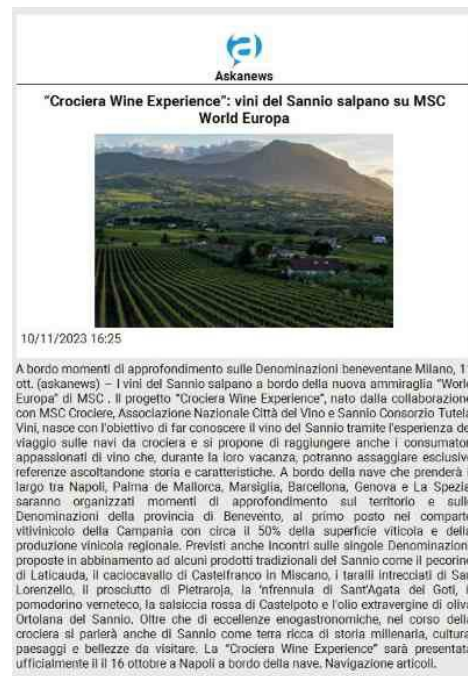 Askanews
“Crociera Wine Experience”: vini del Sannio salpano su MSC
World Europa
10/11/2023 16:25
A bordo momenti di approfondimento sulle Denominazioni beneventane Milano, 11
ott. (askanews) – I vini del Sannio salpano a bordo della nuova ammiraglia “World
Europa” di MSC . Il progetto “Crociera Wine Experience”, nato dalla collaborazione
con MSC Crociere, Associazione Nazionale Città del Vino e Sannio Consorzio Tutela
Vini, nasce con l’obiettivo di far conoscere il vino del Sannio tramite l’esperienza del
viaggio sulle navi da crociera e si propone di raggiungere anche i consumatori
appassionati di vino che, durante la loro vacanza, potranno assaggiare esclusive
referenze ascoltandone storia e caratteristiche. A bordo della nave che prenderà il
largo tra Napoli, Palma de Mallorca, Marsiglia, Barcellona, Genova e La Spezia,
saranno organizzati momenti di approfondimento sul territorio e sulle
Denominazioni della provincia di Benevento, al primo posto nel comparto
vitivinicolo della Campania con circa il 50% della superficie viticola e della
produzione vinicola regionale. Previsti anche incontri sulle singole Denominazioni
proposte in abbinamento ad alcuni prodotti tradizionali del Sannio come il pecorino
di Laticauda, il caciocavallo di Castelfranco in Miscano, i taralli intrecciati di San
Lorenzello, il prosciutto di Pietraroja, la ‘nfrennula di Sant’Agata dei Goti, il
pomodorino verneteco, la salsiccia rossa di Castelpoto e l’olio extravergine di oliva
Ortolana del Sannio. Oltre che di eccellenze enogastronomiche, nel corso della
crociera si parlerà anche di Sannio come terra ricca di storia millenaria, cultura,
paesaggi e bellezze da visitare. La “Crociera Wine Experience” sarà presentata
ufficialmente il il 16 ottobre a Napoli a bordo della nave. Navigazione articoli.